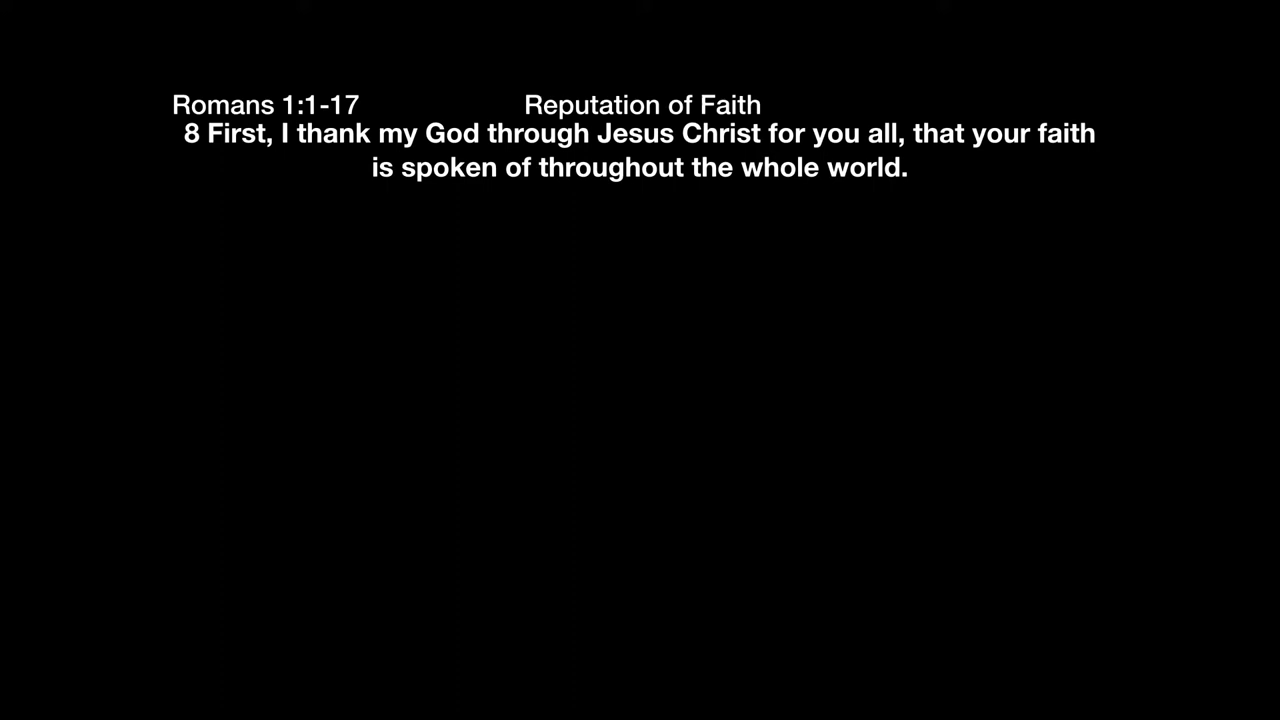 Romans 1:1-17 Reputation of Faith
8 First, I thank my God through Jesus Christ for you all, that your faith
is spoken of throughout the whole world.